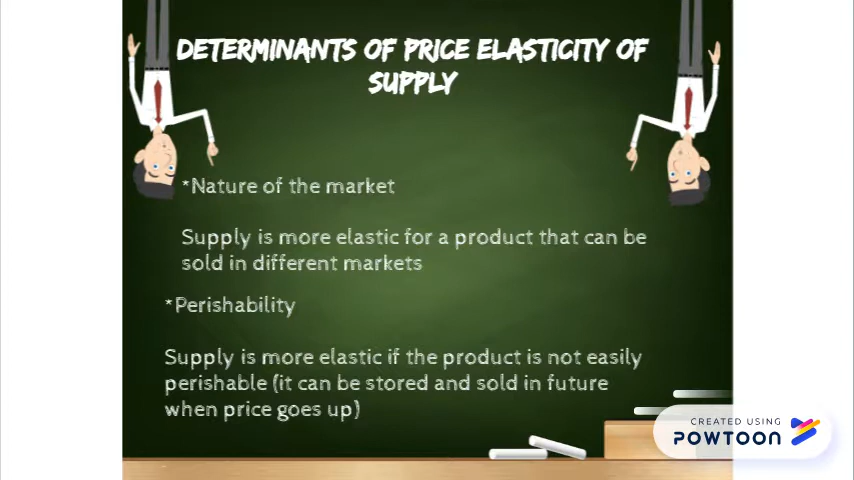 DETERMINANTS OF PRICE ELASTICITY OF
SUPPLY
*Nature of the market
Supply is more elastic for a product that can be
sold in different markets
*Perishability
Supply is more elastic if the product is not easily
perishable (it can be stored and sold in future
when price goes up)
CREATED USING
POWTOON